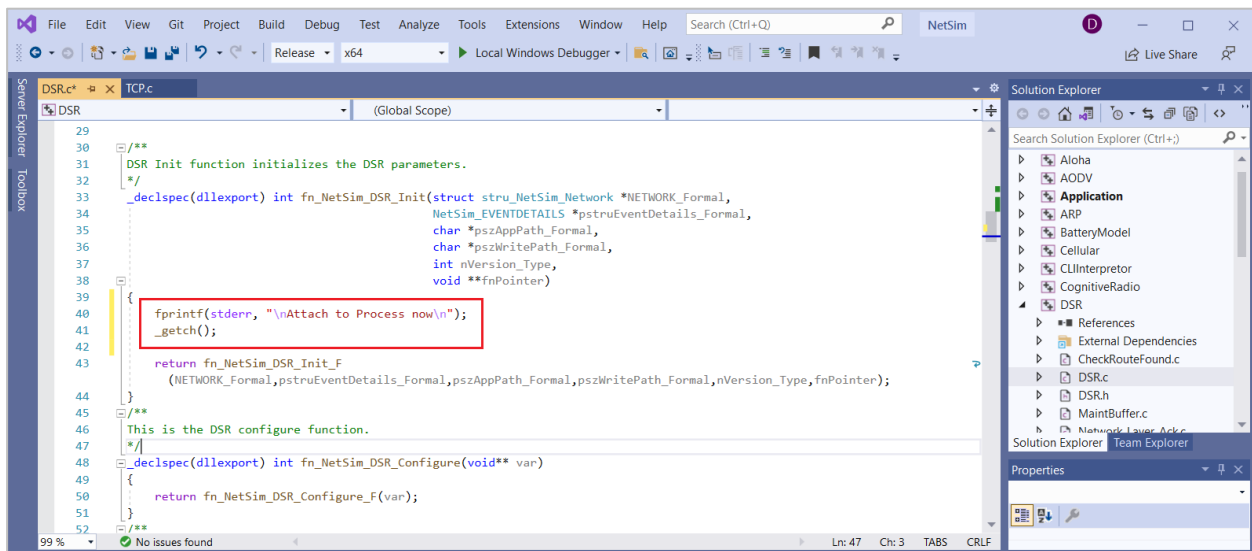 File Edit View Git Project Build Debug Test Analyze Tools Extensions Window Help Search (Ctrl+Q) NetSim D
Release x64 Local Windows Debugger Live Share
Server Explorer
Toolbox
DSR.c* TCP.c
DSR (Global Scope)
29
30 /**
31 DSR Init function initializes the DSR parameters.
32 */
33 _declspec(dllexport) int fn_NetSim_DSR_Init(struct stru_NetSim_Network *NETWORK_Formal,
34 NetSim_EVENTDETAILS *pstruEventDetails_Formal,
35 char *pszAppPath_Formal,
36 char *pszWritePath_Formal,
37 int nVersion_Type,
38 void **fnPointer)
39 {
40 fprintf(stderr, "\nAttach to Process now\n");
41 _getch();
42
43 return fn_NetSim_DSR_Init_F
(NETWORK_Formal,pstruEventDetails_Formal,pszAppPath_Formal,pszWritePath_Formal,nVersion_Type,fnPointer);
44 }
45 /**
46 This is the DSR configure function.
47 */
48 _declspec(dllexport) int fn_NetSim_DSR_Configure(void** var)
49 {
50 return fn_NetSim_DSR_Configure_F(var);
51 }
52 /**
99 % No issues found Ln: 47 Ch: 3 TABS CRLF
Solution Explorer
Search Solution Explorer (Ctrl+;)
Aloha
AODV
Application
ARP
BatteryModel
Cellular
CLIInterpretor
CognitiveRadio
DSR
References
External Dependencies
CheckRouteFound.c
DSR.c
DSR.h
MaintBuffer.c
Network_Layer_Ack.c
Solution Explorer Team Explorer
Properties